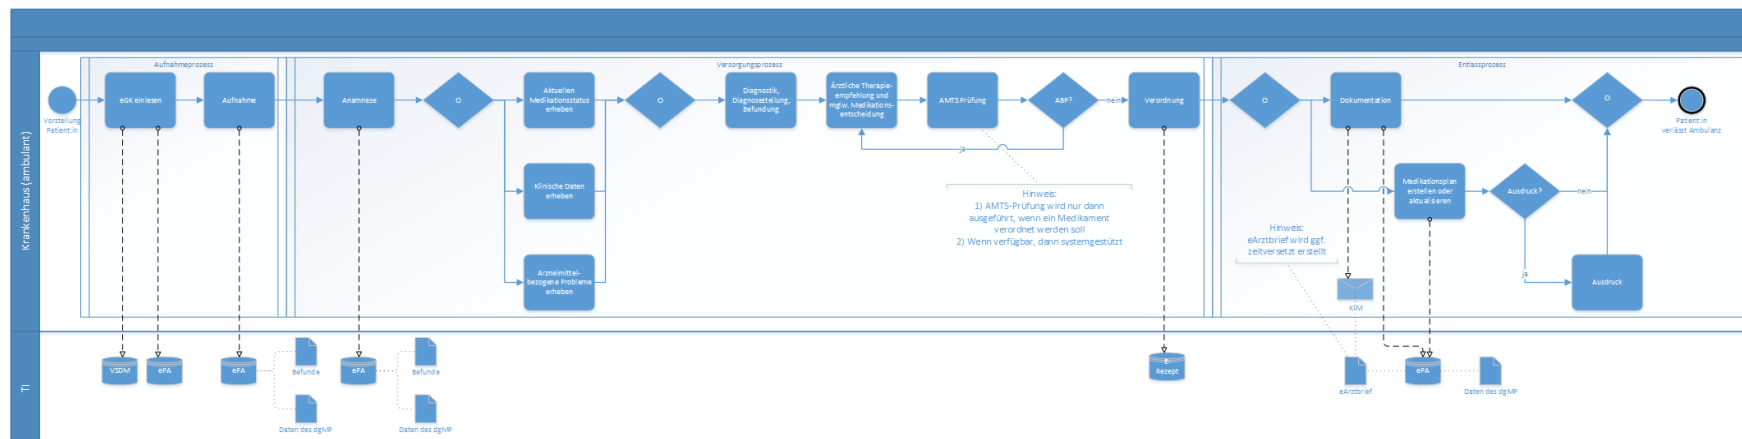 Krankenhaus (ambulant)
Aufnahmeprozess
Versorgungsprozess
Entlassprozess
Vorstellung
Patient:in
eGK einlesen
Aufnahme
Anamnese
O
Aktuellen
Medikationsstatus
erheben
Klinische Daten
erheben
Arzneimittel-
bezogene Probleme
erheben
O
Diagnostik,
Diagnosestellung,
Befundung
Ärztliche Therapie-
empfehlung und
mglw. Medikations-
entscheidung
AMTS Prüfung
ABP?
nein
ja
Verordnung
Hinweis:
1) AMTS-Prüfung wird nur dann
ausgeführt, wenn ein Medikament
verordnet werden soll
2) Wenn verfügbar, dann systemgestützt
O
Dokumentation
O
Patient:in
verlässt Ambulanz
Medikationsplan
erstellen oder
aktualisieren
Ausdruck?
nein
ja
Ausdruck
Hinweis:
eArztbrief wird ggf.
zeitversetzt erstellt
KIM
TI
VSDM
ePA
ePA
Befunde
Daten des dgMP
ePA
Befunde
Daten des dgMP
E-
Rezept
eArztbrief
ePA
Daten des dgMP